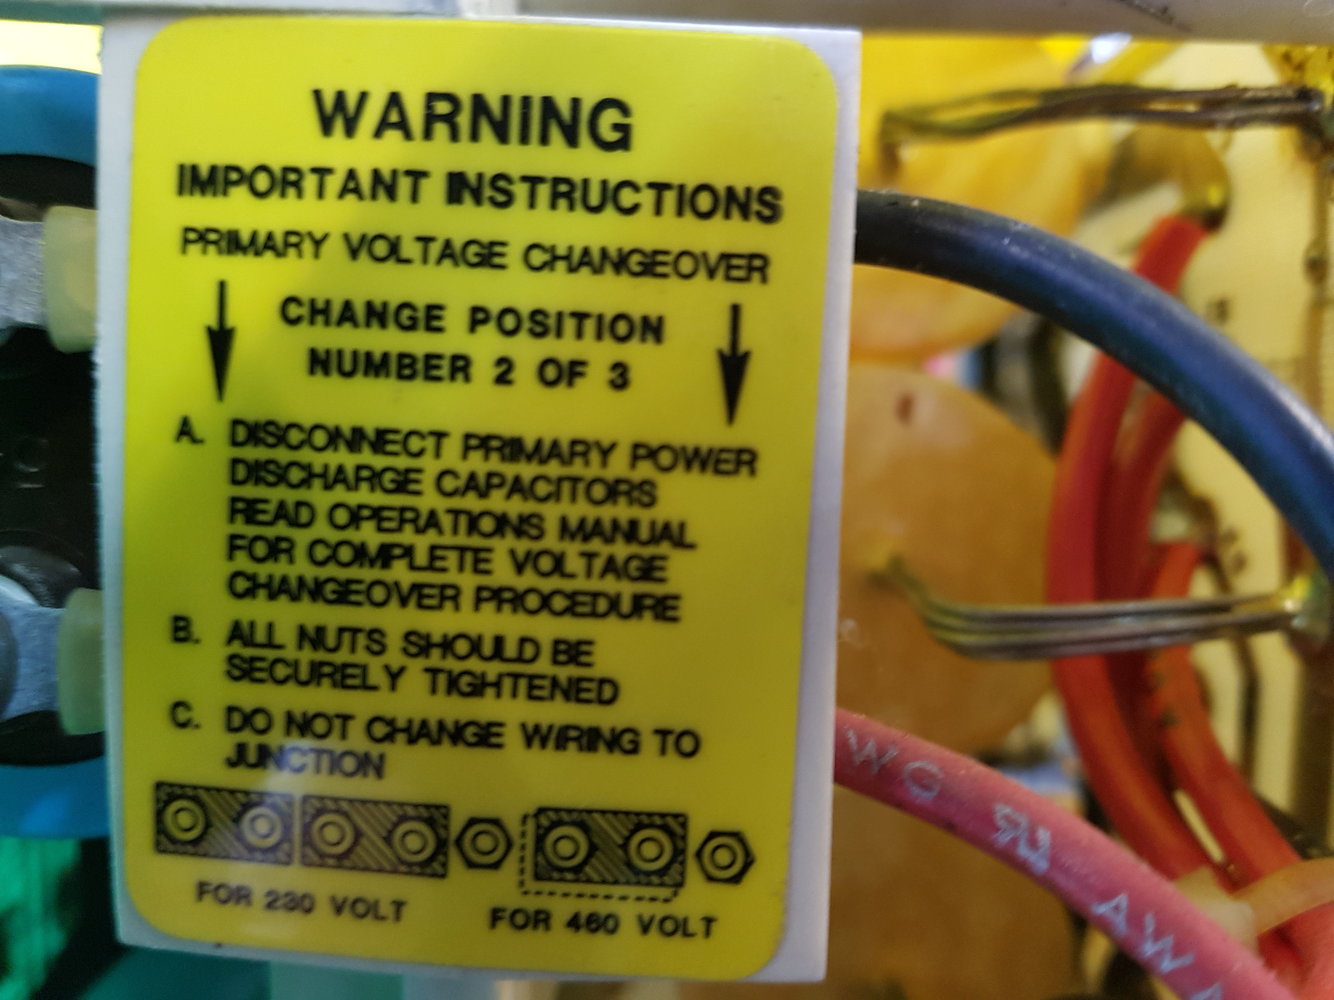 WARNING
IMPORTANT INSTRUCTIONS
PRIMARY VOLTAGE CHANGEOVER
CHANGE POSITION
NUMBER 2 OF 3
A. DISCONNECT PRIMARY POWER
DISCHARGE CAPACITORS
READ OPERATIONS MANUAL
FOR COMPLETE VOLTAGE
CHANGEOVER PROCEDURE
B. ALL NUTS SHOULD BE
SECURELY TIGHTENED
C. DO NOT CHANGE WIRING TO
JUNCTION
FOR 230 VOLT
FOR 460 VOLT
WG
AW